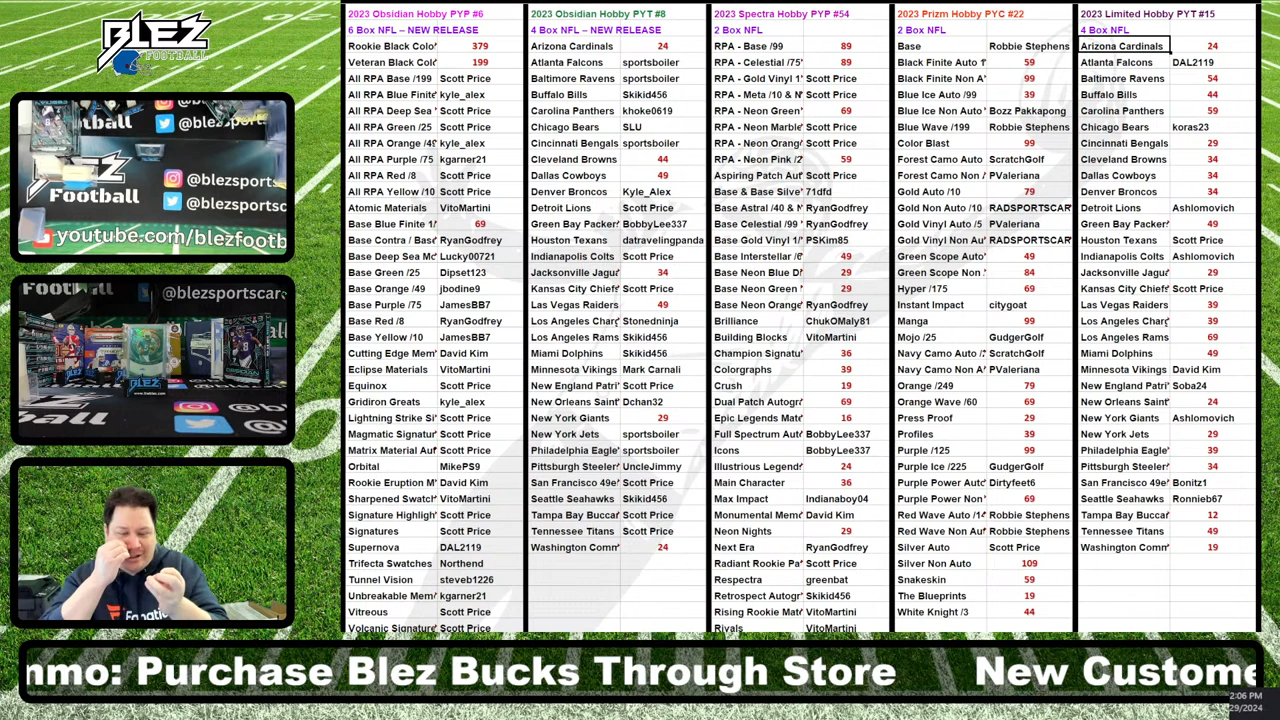 BLEZ
FOOTBALL
Football
@blezsports
@blezsports
youtube.com/blezfootb
@blezsportscar
BLEZ
2023 Obsidian Hobby PYP #6
6 Box NFL – NEW RELEASE
Rookie Black Colo 379
Veteran Black Col 199
All RPA Base /199 Scott Price
All RPA Blue Finite kyle_alex
All RPA Deep Sea Scott Price
All RPA Green /25 Scott Price
All RPA Orange /49 kyle_alex
All RPA Purple /75 kgarner21
All RPA Red /8 Scott Price
All RPA Yellow /10 Scott Price
Atomic Materials VitoMartini
Base Blue Finite 1/ 69
Base Contra / Base RyanGodfrey
Base Deep Sea Mo Lucky00721
Base Green /25 Dipset123
Base Orange /49 jbodine9
Base Purple /75 JamesBB7
Base Red /8 RyanGodfrey
Base Yellow /10 JamesBB7
Cutting Edge Mem David Kim
Eclipse Materials VitoMartini
Equinox Scott Price
Gridiron Greats kyle_alex
Lightning Strike Si Scott Price
Magmatic Signatur Scott Price
Matrix Material Aut Scott Price
Orbital MikePS9
Rookie Eruption M David Kim
Sharpened Swatch VitoMartini
Signature Highligh Scott Price
Signatures Scott Price
Supernova DAL2119
Trifecta Swatches Northend
Tunnel Vision steveb1226
Unbreakable Mem kgarner21
Vitreous Scott Price
Volcanic Signature Scott Price
2023 Obsidian Hobby PYT #8
4 Box NFL – NEW RELEASE
Arizona Cardinals 24
Atlanta Falcons sportsboiler
Baltimore Ravens sportsboiler
Buffalo Bills Skikid456
Carolina Panthers khoke0619
Chicago Bears SLU
Cincinnati Bengals sportsboiler
Cleveland Browns 44
Dallas Cowboys 49
Denver Broncos Kyle_Alex
Detroit Lions Scott Price
Green Bay Packer BobbyLee337
Houston Texans datravelingpanda
Indianapolis Colts Scott Price
Jacksonville Jagu 34
Kansas City Chief Scott Price
Las Vegas Raiders 49
Los Angeles Charg Stonedninja
Los Angeles Rams Skikid456
Miami Dolphins Skikid456
Minnesota Vikings Mark Carnali
New England Patri Scott Price
New Orleans Saint Dchan32
New York Giants 29
New York Jets sportsboiler
Philadelphia Eagle sportsboiler
Pittsburgh Steeler UncleJimmy
San Francisco 49e Skikid456
Seattle Seahawks Skikid456
Tampa Bay Buccar Scott Price
Tennessee Titans Scott Price
Washington Comm 24
2023 Spectra Hobby PYP #54
2 Box NFL
RPA - Base /99 89
RPA - Celestial /75 89
RPA - Gold Vinyl 1 Scott Price
RPA - Meta /10 & N Scott Price
RPA - Neon Green 69
RPA - Neon Marble Scott Price
RPA - Neon Orang Scott Price
RPA - Neon Pink /2 59
Aspiring Patch Aut Scott Price
Base & Base Silve 71dfd
Base Astral /40 & N RyanGodfrey
Base Celestial /99 RyanGodfrey
Base Gold Vinyl 1/ PSKim85
Base Interstellar /6 49
Base Neon Blue D 29
Base Neon Green 29
Base Neon Orange RyanGodfrey
Brilliance ChukOMaly81
Building Blocks VitoMartini
Champion Signatu 36
Colorgraphs 39
Crush 19
Dual Patch Autogr 69
Epic Legends Mat 16
Full Spectrum Aut BobbyLee337
Icons BobbyLee337
Illustrious Legend 24
Main Character 36
Max Impact Indianaboy04
Monumental Mem David Kim
Neon Nights 29
Next Era RyanGodfrey
Radiant Rookie Pa Scott Price
Respectra greenbat
Retrospect Autogr Skikid456
Rising Rookie Mat VitoMartini
Rivals VitoMartini
2023 Prizm Hobby PYC #22
2 Box NFL
Base Robbie Stephens
Black Finite Auto 1 59
Black Finite Non A 99
Blue Ice Auto /99 39
Blue Ice Non Auto Bozz Pakkapong
Blue Wave /199 Robbie Stephens
Color Blast 99
Forest Camo Auto ScratchGolf
Forest Camo Non / PValeriana
Gold Auto /10 79
Gold Non Auto /10 RADSPORTSCAR
Gold Vinyl Auto /5 PValeriana
Gold Vinyl Non Au RADSPORTSCAR
Green Scope Auto 49
Green Scope Non 84
Hyper /175 69
Instant Impact citygoat
Manga 99
Mojo /25 GudgerGolf
Navy Camo Auto / ScratchGolf
Navy Camo Non A PValeriana
Orange /249 79
Orange Wave /60 69
Press Proof 29
Profiles 39
Purple /125 99
Purple Ice /225 GudgerGolf
Purple Power Auto Dirtyfeet6
Purple Power Non 69
Red Wave Auto /14 Robbie Stephens
Red Wave Non Aut Robbie Stephens
Silver Auto Scott Price
Silver Non Auto 109
Snakeskin 59
The Blueprints 19
White Knight /3 44
2023 Limited Hobby PYT #15
4 Box NFL
Arizona Cardinals 24
Atlanta Falcons DAL2119
Baltimore Ravens 54
Buffalo Bills 44
Carolina Panthers 59
Chicago Bears koras23
Cincinnati Bengals 29
Cleveland Browns 34
Dallas Cowboys 34
Denver Broncos 34
Detroit Lions Ashlomovich
Green Bay Packer 49
Houston Texans Scott Price
Indianapolis Colts Ashlomovich
Jacksonville Jagu 29
Kansas City Chief Scott Price
Las Vegas Raiders 39
Los Angeles Charg 39
Los Angeles Rams 69
Miami Dolphins 49
Minnesota Vikings David Kim
New England Patri Soba24
New Orleans Saint 24
New York Giants Ashlomovich
New York Jets 29
Philadelphia Eagle 39
Pittsburgh Steeler 34
San Francisco 49e Bonitz1
Seattle Seahawks Ronnieb67
Tampa Bay Buccar 12
Tennessee Titans 49
Washington Comm 19
mo: Purchase Blez Bucks Through Store New Custome
2:06 PM
29/2024